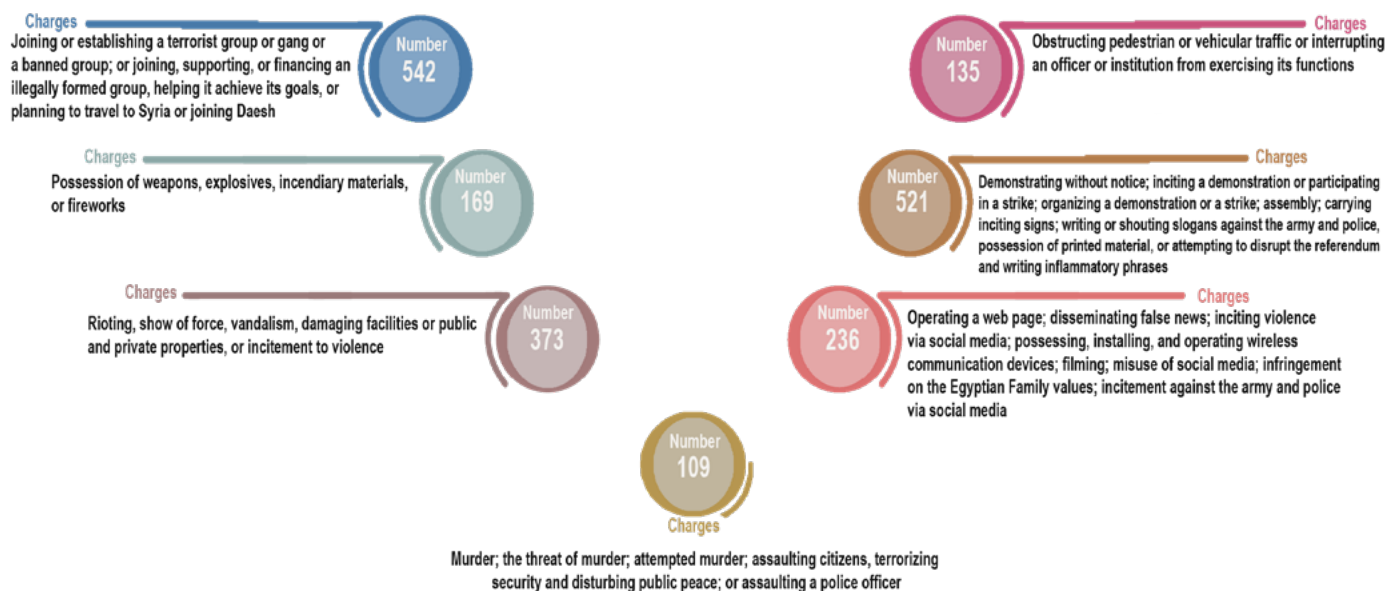 Charges
Number
542
Joining or establishing a terrorist group or gang or
a banned group; or joining, supporting, or financing an
illegally formed group, helping it achieve its goals, or
planning to travel to Syria or joining Daesh
Charges
Number
135
Obstructing pedestrian or vehicular traffic or interrupting
an officer or institution from exercising its functions
Charges
Number
169
Possession of weapons, explosives, incendiary materials,
or fireworks
Charges
Number
521
Demonstrating without notice; inciting a demonstration or participating
in a strike; organizing a demonstration or a strike; assembly; carrying
inciting signs; writing or shouting slogans against the army and police,
possession of printed material, or attempting to disrupt the referendum
and writing inflammatory phrases
Charges
Number
373
Rioting, show of force, vandalism, damaging facilities or public
and private properties, or incitement to violence
Charges
Number
236
Operating a web page; disseminating false news; inciting violence
via social media; possessing, installing, and operating wireless
communication devices; filming; misuse of social media; infringement
on the Egyptian Family values; incitement against the army and police
via social media
Number
109
Charges
Murder; the threat of murder; attempted murder; assaulting citizens, terrorizing
security and disturbing public peace; or assaulting a police officer